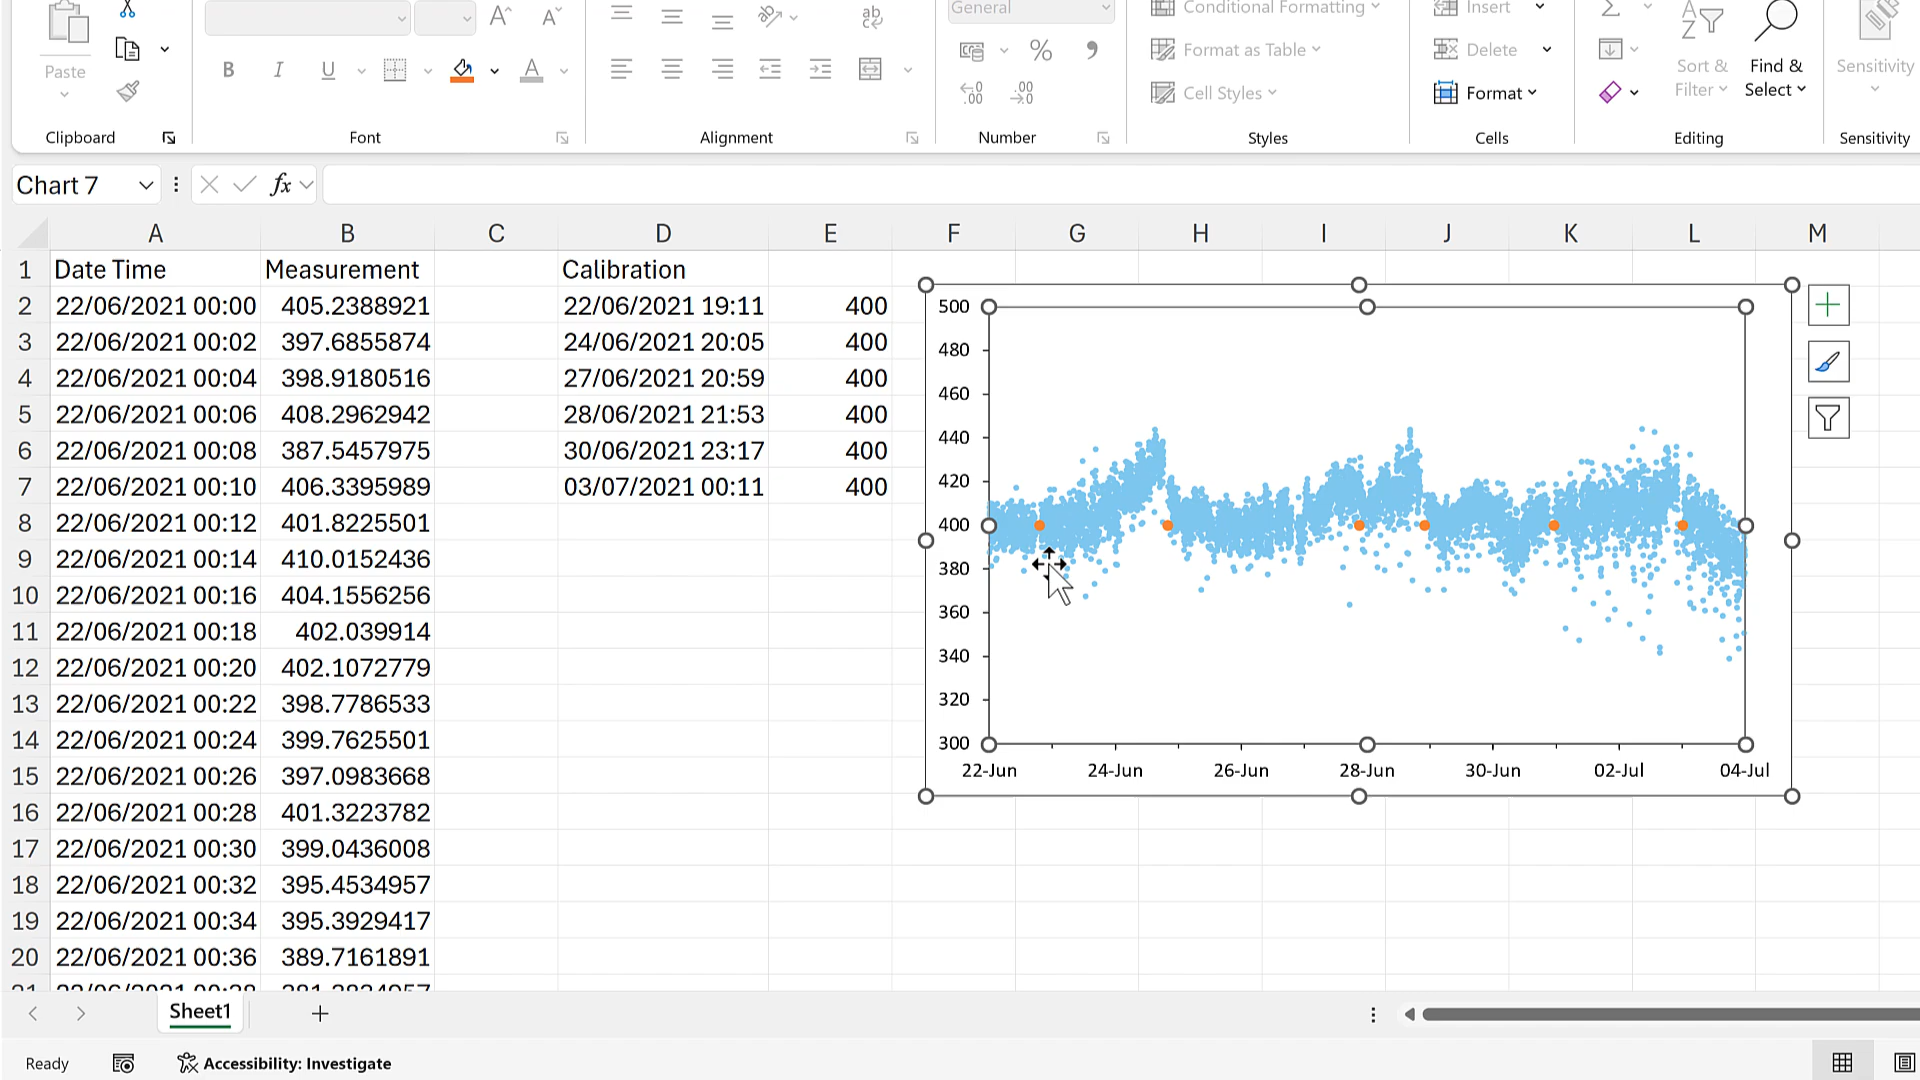 General
Conditional Formatting
Insert
Paste
B I U A
%
Format as Table
Delete
Sort & Filter
Find & Select
Sensitivity
Cell Styles
Format
Clipboard Font Alignment Number Styles Cells Editing Sensitivity
Chart 7 fx
A B C D E F G H I J K L M
1 Date Time Measurement Calibration
2 22/06/2021 00:00 405.2388921 22/06/2021 19:11 400
3 22/06/2021 00:02 397.6855874 24/06/2021 20:05 400
4 22/06/2021 00:04 398.9180516 27/06/2021 20:59 400
5 22/06/2021 00:06 408.2962942 28/06/2021 21:53 400
6 22/06/2021 00:08 387.5457975 30/06/2021 23:17 400
7 22/06/2021 00:10 406.3395989 03/07/2021 00:11 400
8 22/06/2021 00:12 401.8225501
9 22/06/2021 00:14 410.0152436
10 22/06/2021 00:16 404.1556256
11 22/06/2021 00:18 402.039914
12 22/06/2021 00:20 402.1072779
13 22/06/2021 00:22 398.7786533
14 22/06/2021 00:24 399.7625501
15 22/06/2021 00:26 397.0983668
16 22/06/2021 00:28 401.3223782
17 22/06/2021 00:30 399.0436008
18 22/06/2021 00:32 395.4534957
19 22/06/2021 00:34 395.3929417
20 22/06/2021 00:36 389.7161891
500
480
460
440
420
400
380
360
340
320
300
22-Jun 24-Jun 26-Jun 28-Jun 30-Jun 02-Jul 04-Jul
Sheet1
Ready Accessibility: Investigate